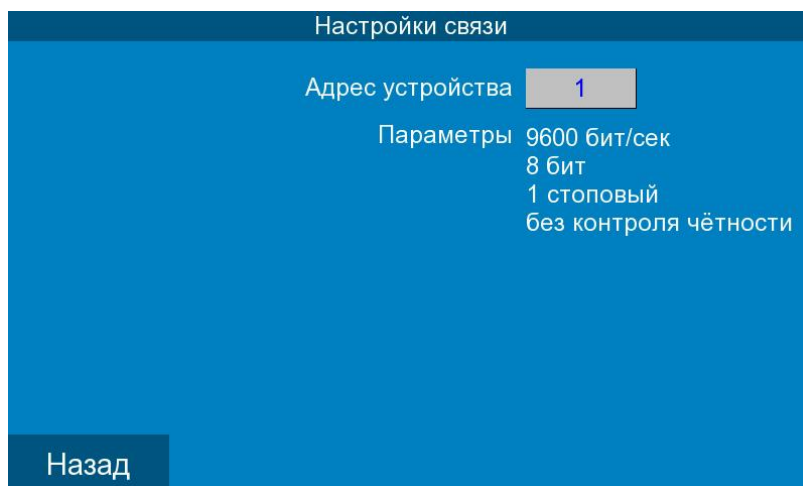 Настройки связи
Адрес устройства 1
Параметры 9600 бит/сек
8 бит
1 стоповый
без контроля чётности
Назад